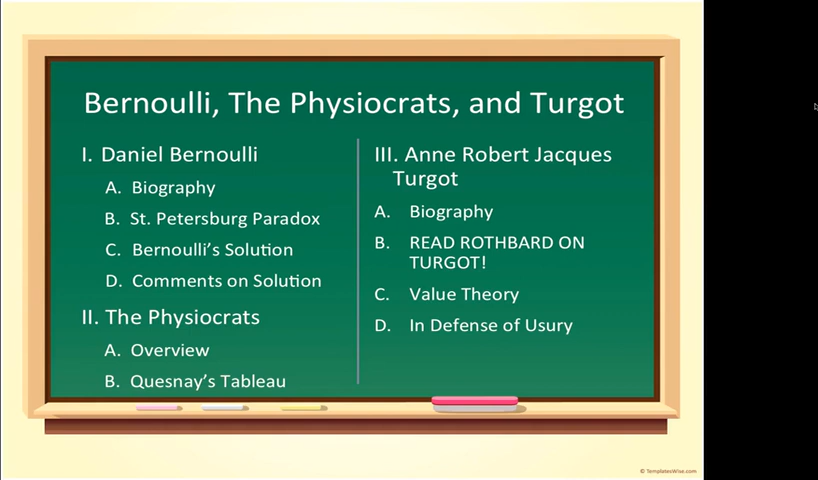 Bernoulli, The Physiocrats, and Turgot
I. Daniel Bernoulli
A. Biography
B. St. Petersburg Paradox
C. Bernoulli's Solution
D. Comments on Solution
II. The Physiocrats
A. Overview
B. Quesnay's Tableau
III. Anne Robert Jacques
Turgot
A. Biography
B. READ ROTHBARD ON
TURGOT!
C. Value Theory
D. In Defense of Usury
© TemplatesWise.com